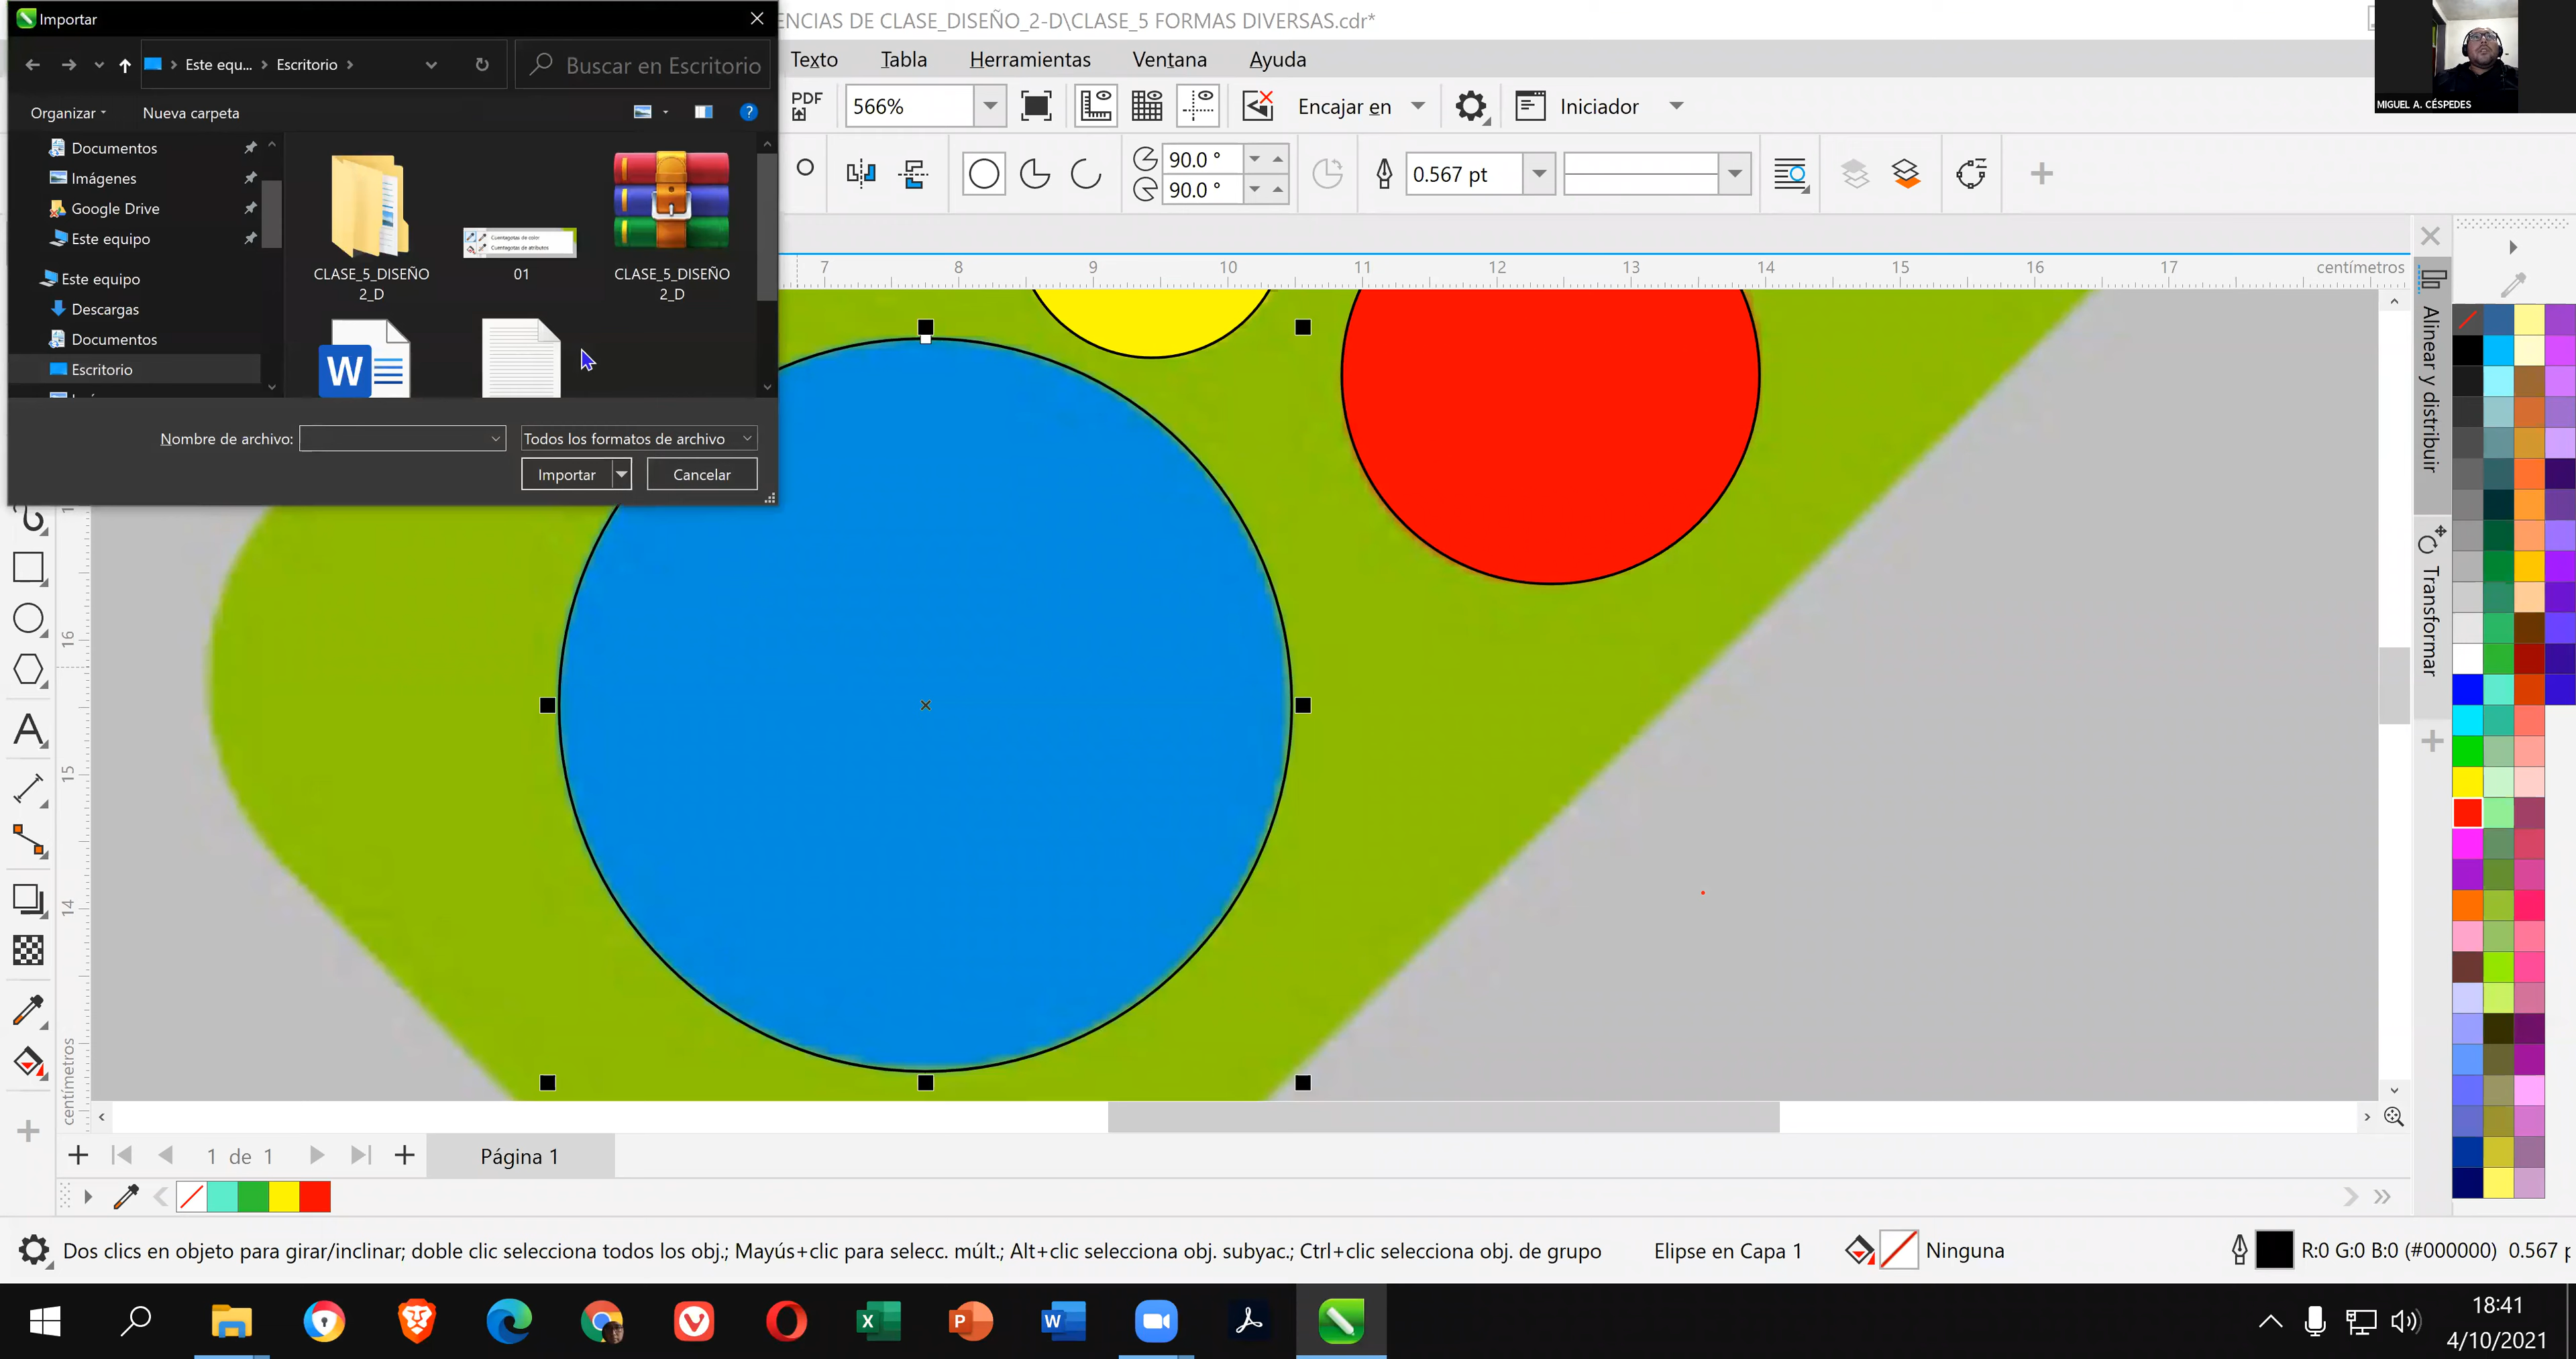 Importar
ENCIAS DE CLASE_DISEÑO_2-D\CLASE_5 FORMAS DIVERSAS.cdr*
MIGUEL A. CÉSPEDES
Este equ... Escritorio
Buscar en Escritorio
Texto Tabla Herramientas Ventana Ayuda
Organizar
Nueva carpeta
PDF
566%
Encajar en
Iniciador
Documentos
Imágenes
Google Drive
Este equipo
Este equipo
Descargas
Documentos
Escritorio
CLASE_5_DISEÑO
2_D
Cuentagotas de color
Cuentagotas de atributos
01
CLASE_5_DISEÑO
2_D
W
90.0 °
90.0 °
0.567 pt
7 8 9 10 11 12 13 14 15 16 17 centímetros
Nombre de archivo:
Todos los formatos de archivo
Importar
Cancelar
Alinear y distribuir
Transformar
16
15
14
centímetros
1 de 1
Página 1
Dos clics en objeto para girar/inclinar; doble clic selecciona todos los obj.; Mayús+clic para selecc. múlt.; Alt+clic selecciona obj. subyac.; Ctrl+clic selecciona obj. de grupo
Elipse en Capa 1
Ninguna
R:0 G:0 B:0 (#000000) 0.567 p
18:41
4/10/2021